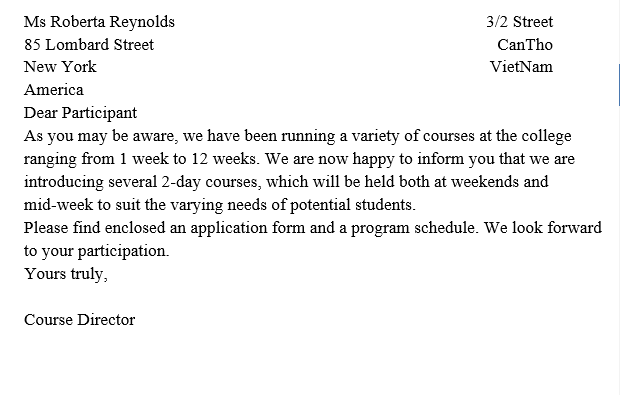 Ms Roberta Reynolds 3/2 Street
85 Lombard Street CanTho
New York VietNam
America
Dear Participant
As you may be aware, we have been running a variety of courses at the college
ranging from 1 week to 12 weeks. We are now happy to inform you that we are
introducing several 2-day courses, which will be held both at weekends and
mid-week to suit the varying needs of potential students.
Please find enclosed an application form and a program schedule. We look forward
to your participation.
Yours truly,
Course Director